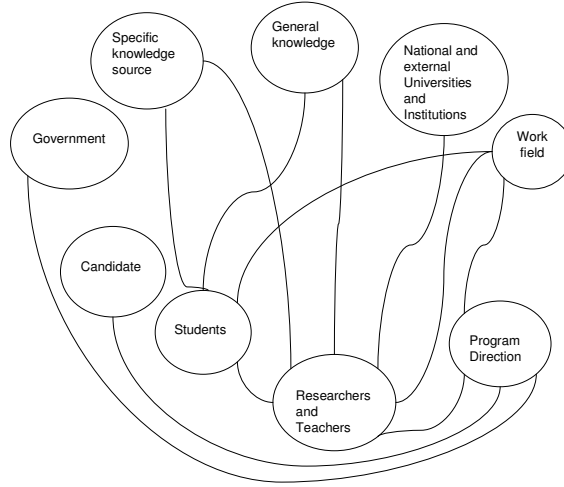 Specific
knowledge
source
General
knowledge
National and
external
Universities
and
Institutions
Government
Work
field
Candidate
Students
Program
Direction
Researchers
and
Teachers